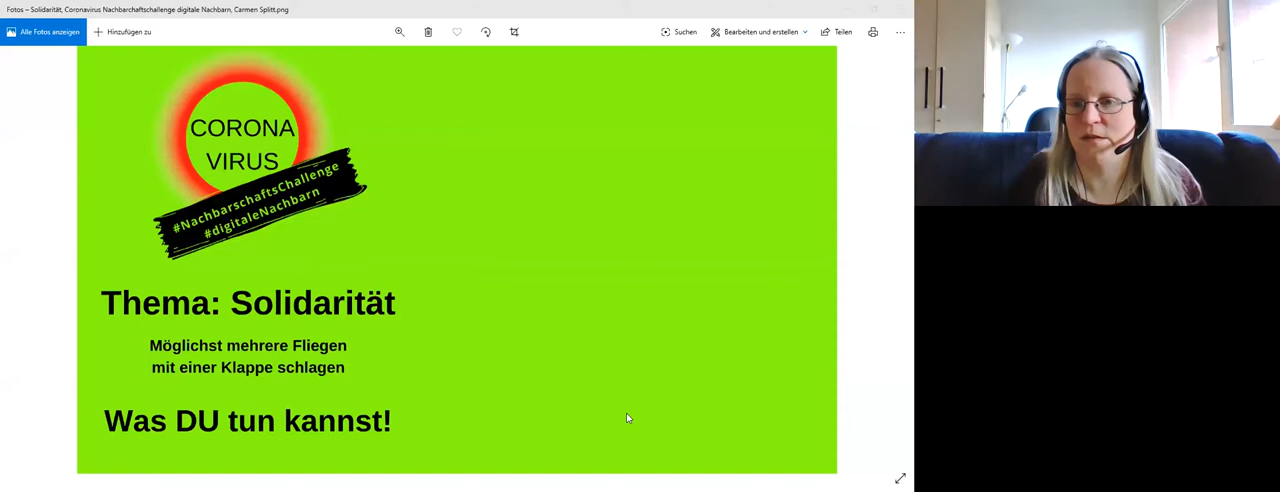 Fotos – Solidarität, Coronavirus Nachbarchaftschallenge digitale Nachbarn, Carmen Splitt.png
Alle Fotos anzeigen
Hinzufügen zu
Suchen
Bearbeiten und erstellen
Teilen
CORONA
VIRUS
#NachbarschaftsChallenge
#digitaleNachbarn
Thema: Solidarität
Möglichst mehrere Fliegen
mit einer Klappe schlagen
Was DU tun kannst!